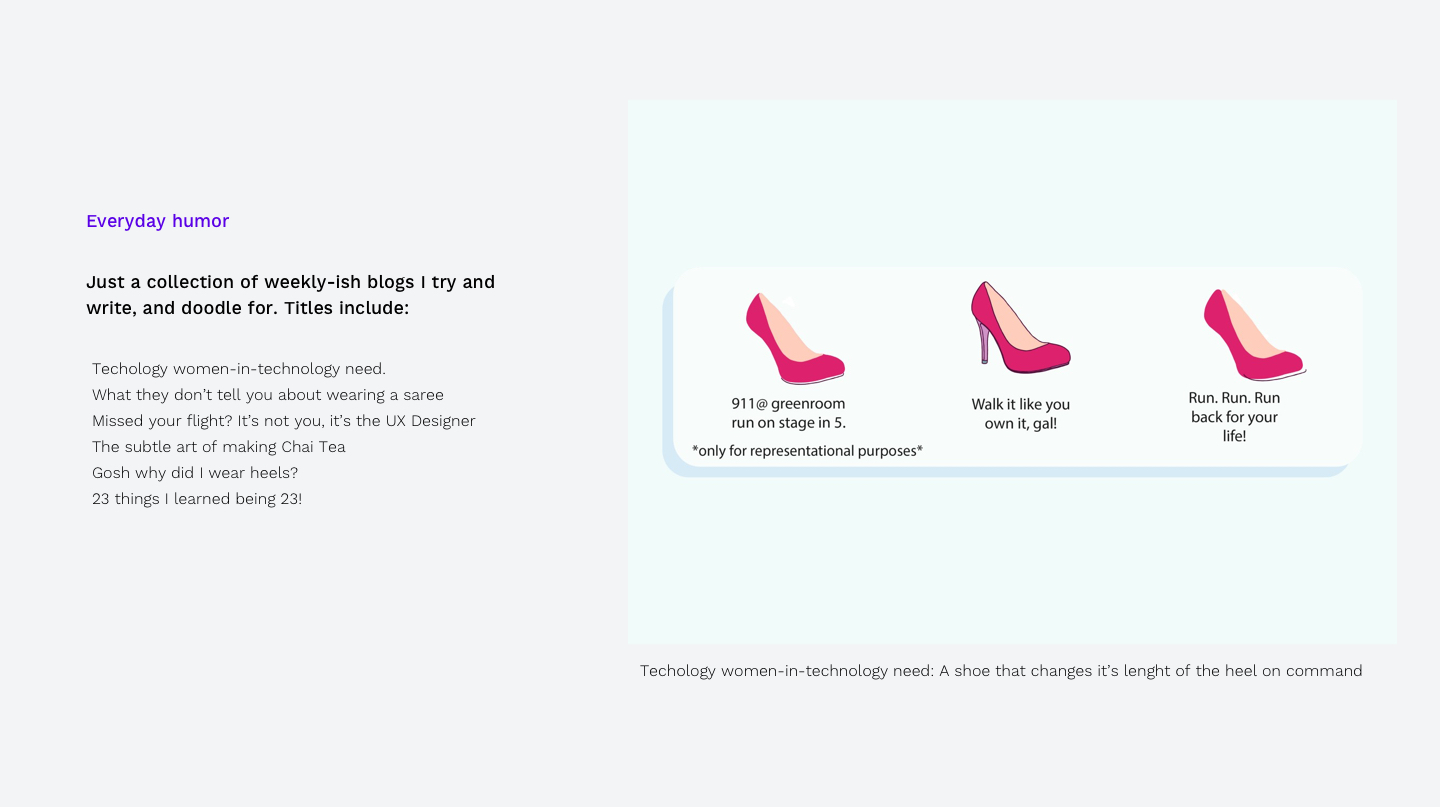 Everyday humor
Just a collection of weekly-ish blogs I try and
write, and doodle for. Titles include:
Techology women-in-technology need.
What they don’t tell you about wearing a saree
Missed your flight? It’s not you, it’s the UX Designer
The subtle art of making Chai Tea
Gosh why did I wear heels?
23 things I learned being 23!
911@ greenroom
run on stage in 5.
*only for representational purposes*
Walk it like you
own it, gal!
Run. Run. Run
back for your
life!
Techology women-in-technology need: A shoe that changes it’s lenght of the heel on command